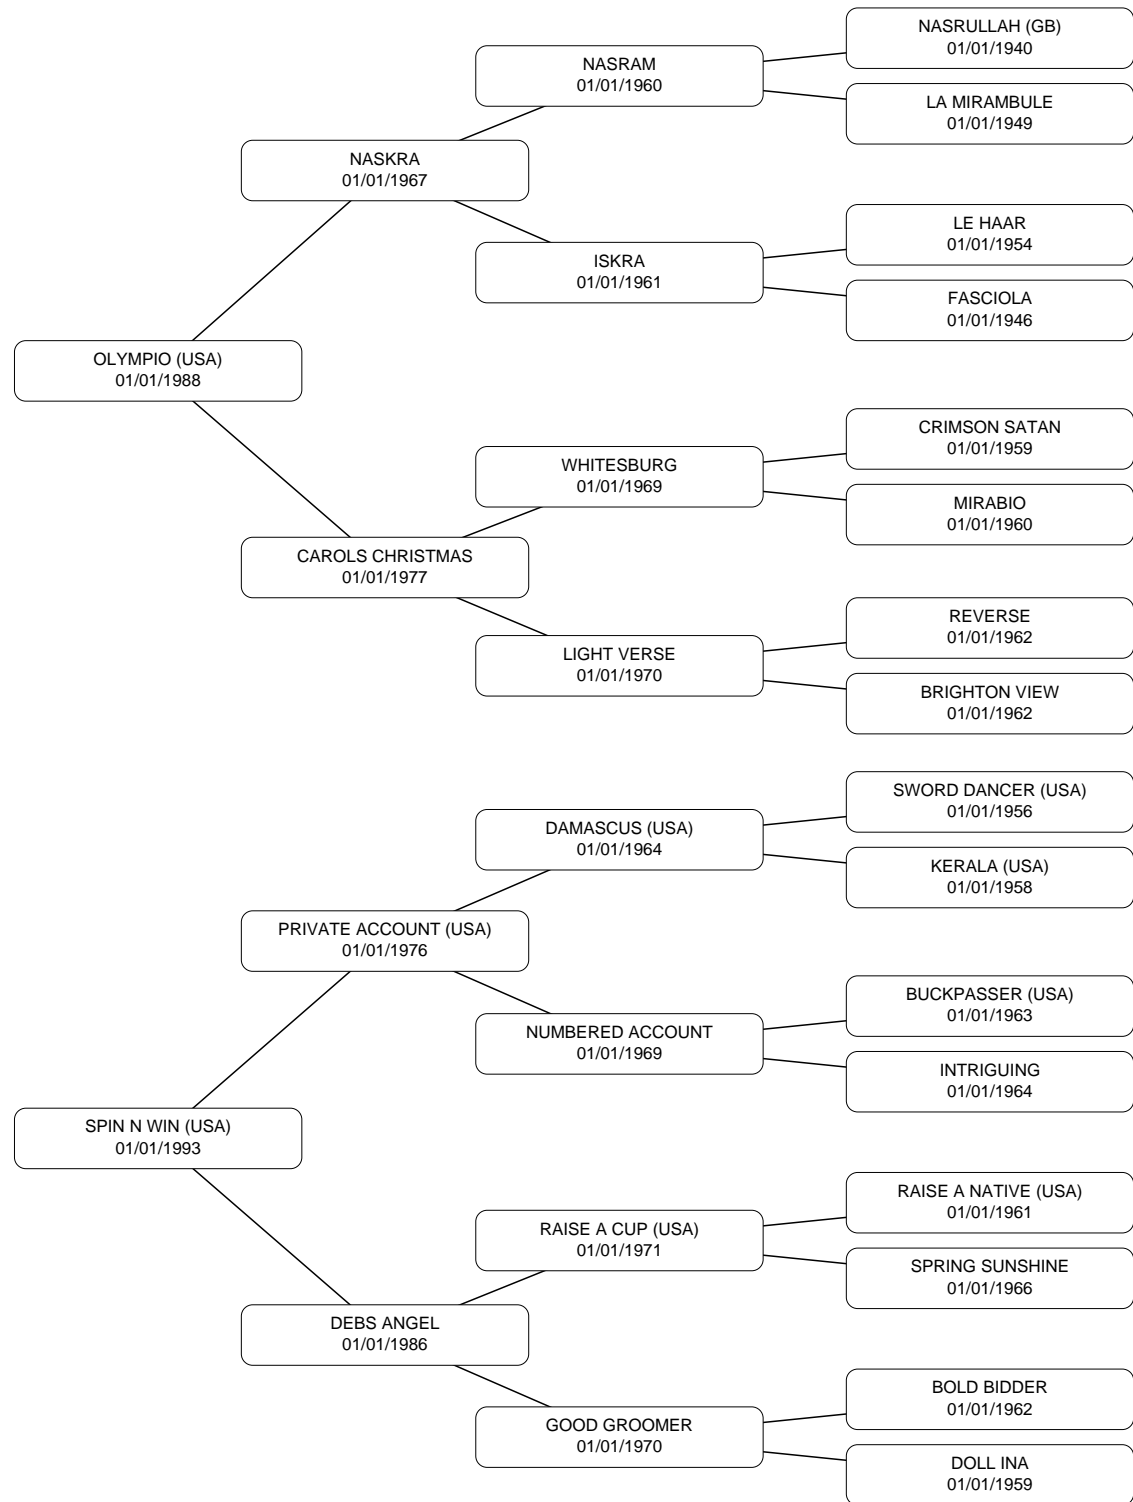 NASRULLAH (GB)
01/01/1940
NASRAM
01/01/1960
LA MIRAMBULE
01/01/1949
NASKRA
01/01/1967
LE HAAR
01/01/1954
ISKRA
01/01/1961
FASCIOLA
01/01/1946
OLYMPIO (USA)
01/01/1988
CRIMSON SATAN
01/01/1959
WHITESBURG
01/01/1969
MIRABIO
01/01/1960
CAROLS CHRISTMAS
01/01/1977
REVERSE
01/01/1962
LIGHT VERSE
01/01/1970
BRIGHTON VIEW
01/01/1962
SWORD DANCER (USA)
01/01/1956
DAMASCUS (USA)
01/01/1964
KERALA (USA)
01/01/1958
PRIVATE ACCOUNT (USA)
01/01/1976
BUCKPASSER (USA)
01/01/1963
NUMBERED ACCOUNT
01/01/1969
INTRIGUING
01/01/1964
SPIN N WIN (USA)
01/01/1993
RAISE A NATIVE (USA)
01/01/1961
RAISE A CUP (USA)
01/01/1971
SPRING SUNSHINE
01/01/1966
DEBS ANGEL
01/01/1986
BOLD BIDDER
01/01/1962
GOOD GROOMER
01/01/1970
DOLL INA
01/01/1959